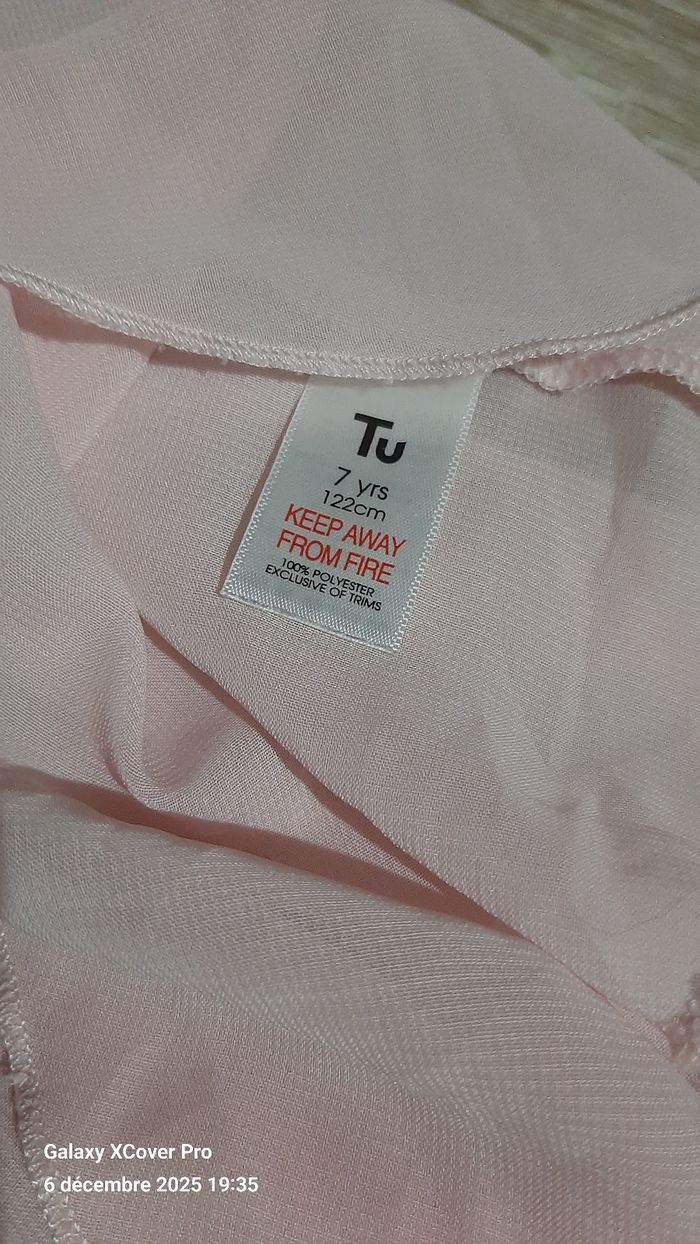 Tu
7 yrs
122cm
KEEP AWAY
FROM FIRE
100% POLYESTER
EXCLUSIVE OF TRIMS
Galaxy XCover Pro
6 décembre 2025 19:35